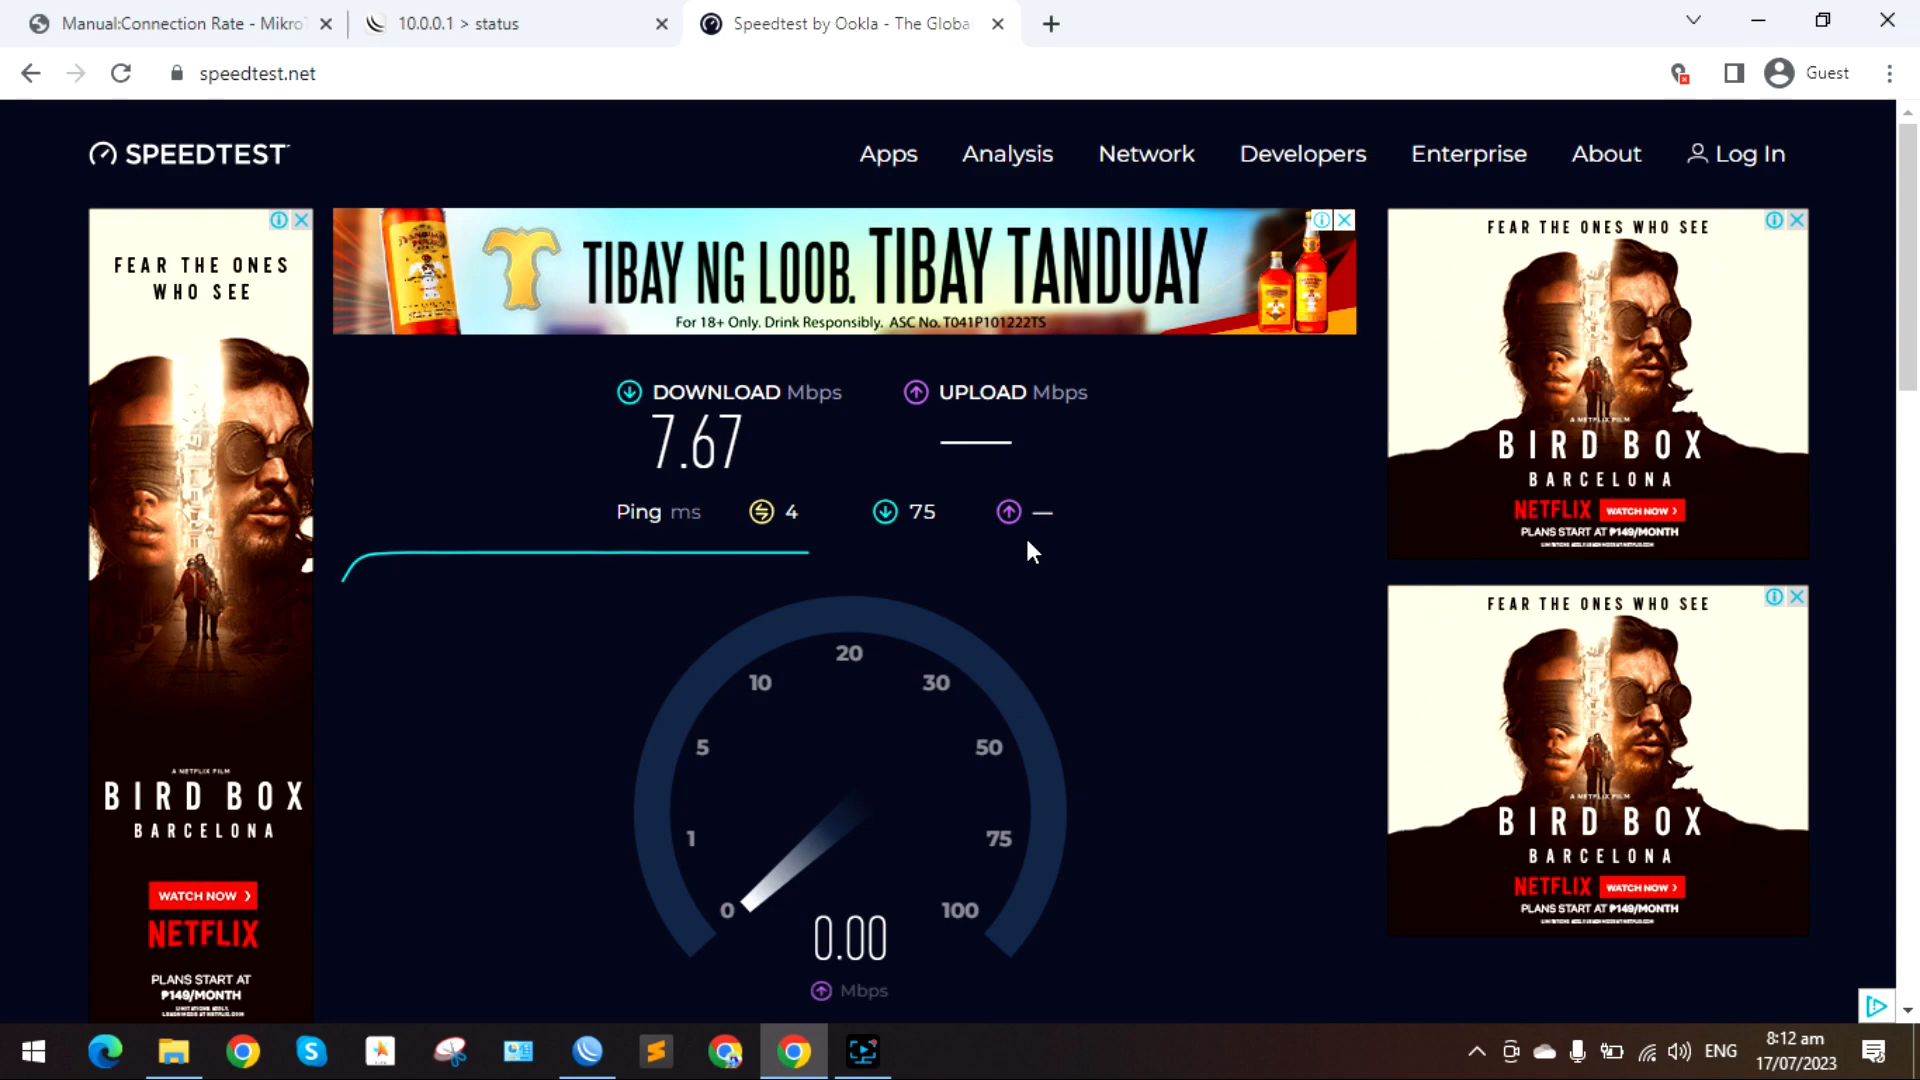 Manual:Connection Rate - Mikro
10.0.0.1 > status
Speedtest by Ookla - The Globa
speedtest.net
Guest
SPEEDTEST
Apps
Analysis
Network
Developers
Enterprise
About
Log In
FEAR THE ONES
WHO SEE
A NETFLIX FILM
BIRD BOX
BARCELONA
WATCH NOW
NETFLIX
PLANS START AT
₱149/MONTH
TIBAY NG LOOB. TIBAY TANDUAY
For 18+ Only. Drink Responsibly. ASC No. T041P101222TS
DOWNLOAD Mbps
UPLOAD Mbps
7.67
Ping ms
4
75
—
0
1
5
10
20
30
50
75
100
0.00
Mbps
FEAR THE ONES WHO SEE
A NETFLIX FILM
BIRD BOX
BARCELONA
NETFLIX WATCH NOW
PLANS START AT ₱149/MONTH
FEAR THE ONES WHO SEE
A NETFLIX FILM
BIRD BOX
BARCELONA
NETFLIX WATCH NOW
PLANS START AT ₱149/MONTH
ENG
8:12 am
17/07/2023